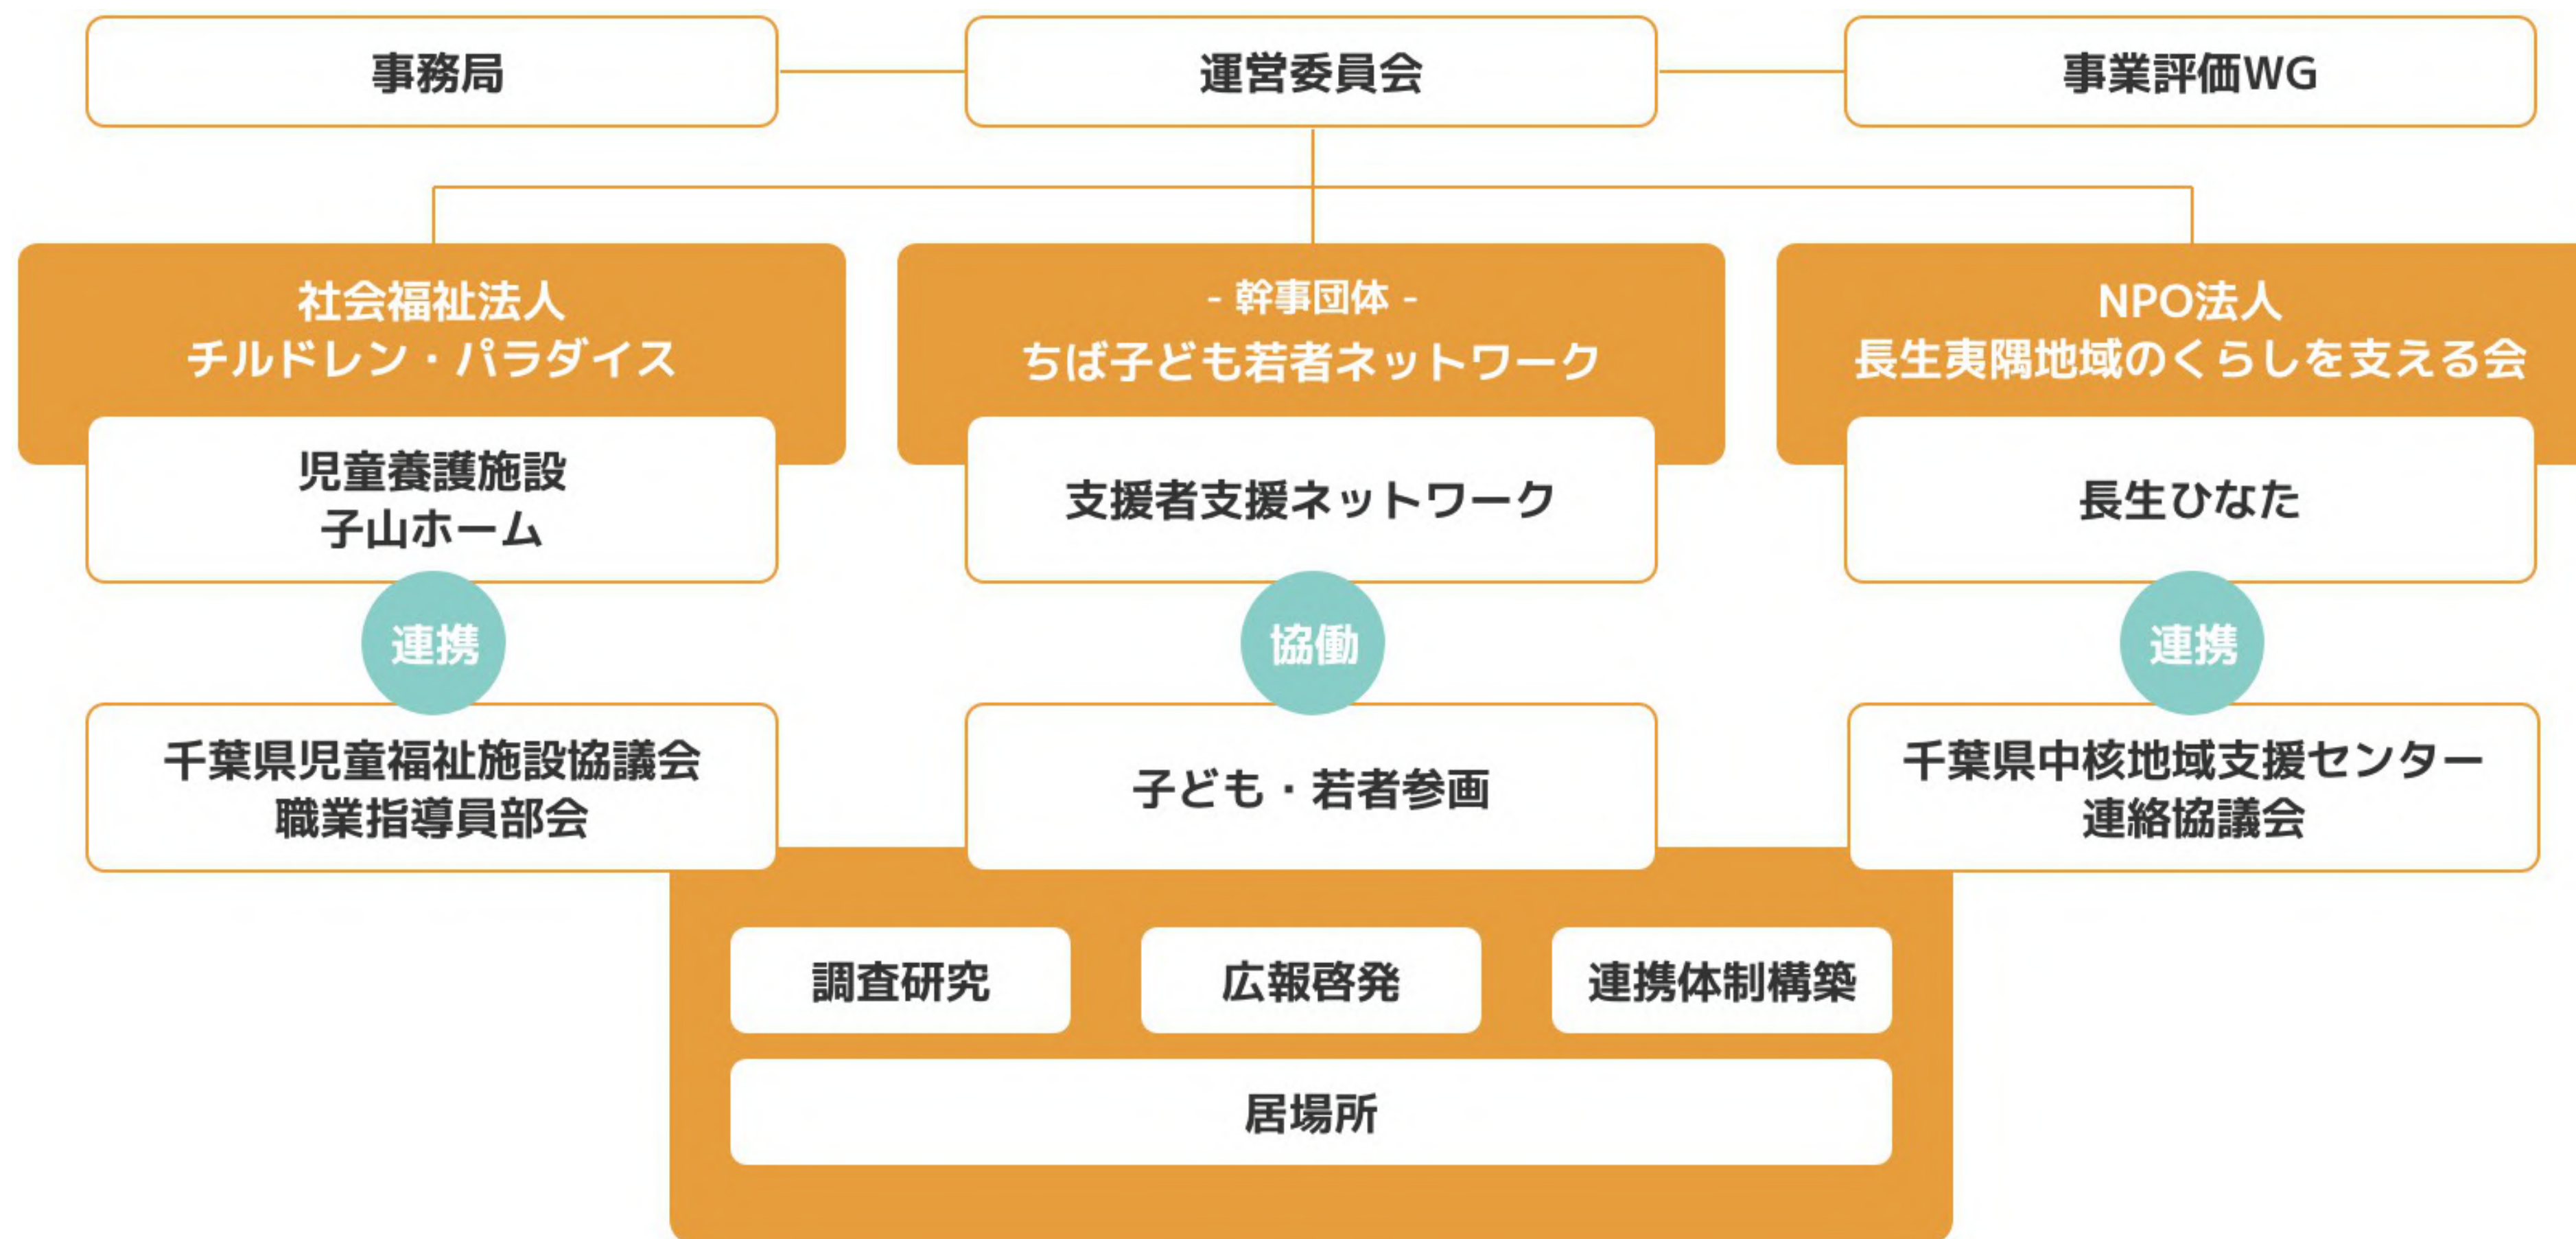 事務局
運営委員会
事業評価WG
社会福祉法人
チルドレン・パラダイス
- 幹事団体 -
ちば子ども若者ネットワーク
NPO法人
長生夷隅地域のくらしを支える会
児童養護施設
子山ホーム
支援者支援ネットワーク
長生ひなた
連携
協働
連携
千葉県児童福祉施設協議会
職業指導員部会
子ども・若者参画
千葉県中核地域支援センター
連絡協議会
調査研究
広報啓発
連携体制構築
居場所